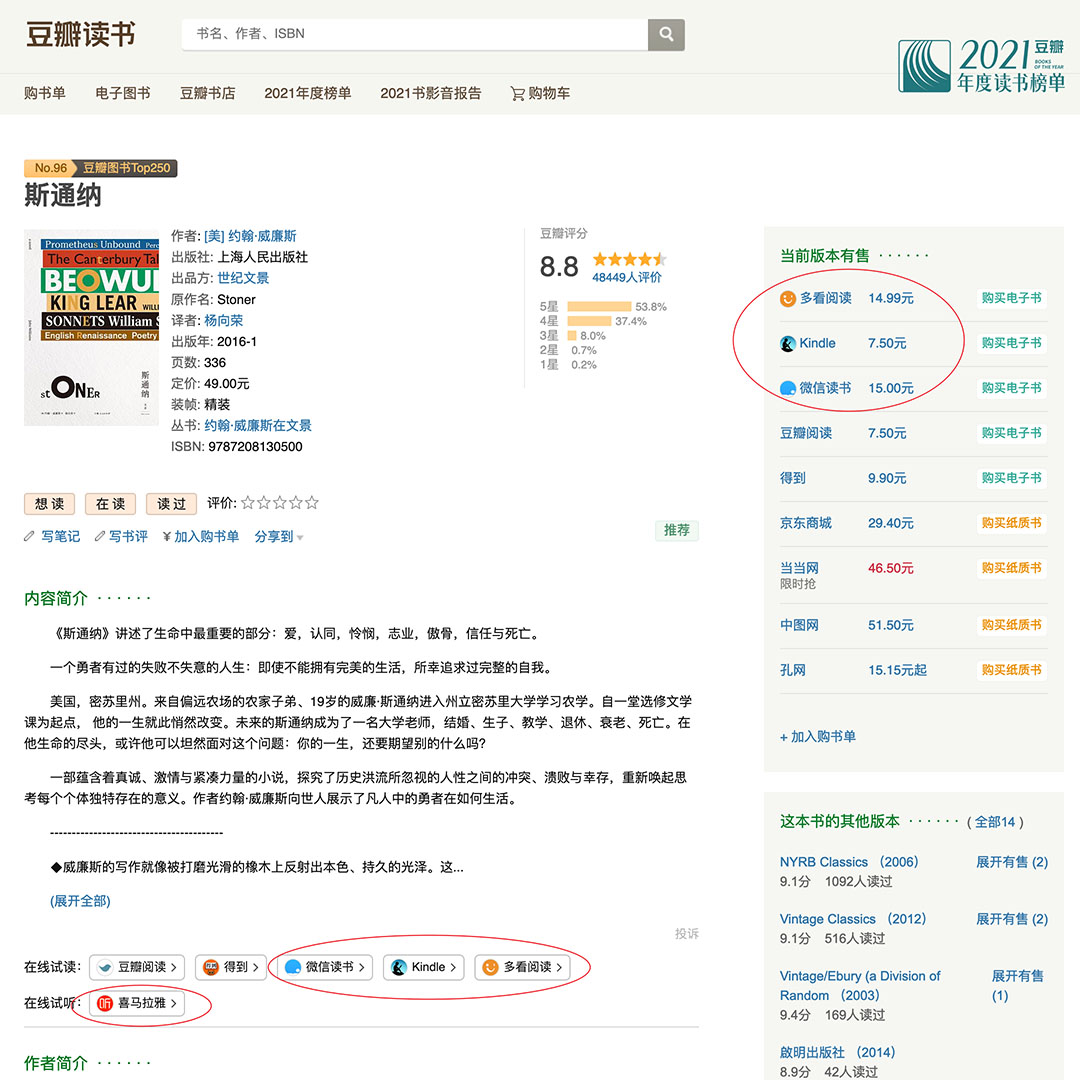 豆瓣读书
书名、作者、ISBN
2021 豆瓣
BOOKS OF THE YEAR
年度读书榜单
购书单 电子图书 豆瓣书店 2021年度榜单 2021书影音报告 购物车
No.96 豆瓣图书Top250
斯通纳
Prometheus Unbound
The Canterbury Tal
BEOWU
KING LEAR
SONNETS William S
English Renaissance Poetry
stONER
斯通纳
作者: [美] 约翰·威廉斯
出版社: 上海人民出版社
出品方: 世纪文景
原作名: Stoner
译者: 杨向荣
出版年: 2016-1
页数: 336
定价: 49.00元
装帧: 精装
丛书: 约翰·威廉斯在文景
ISBN: 9787208130500
豆瓣评分
8.8
48449人评价
5星 53.8%
4星 37.4%
3星 8.0%
2星 0.7%
1星 0.2%
想读 在读 读过 评价:
写笔记 写书评 ¥加入购书单 分享到
推荐
内容简介 · · · · · ·
《斯通纳》讲述了生命中最重要的部分：爱，认同，怜悯，志业，傲骨，信任与死亡。
一个勇者有过的失败不失意的人生：即使不能拥有完美的生活，所幸追求过完整的自我。
美国，密苏里州。来自偏远农场的农家子弟、19岁的威廉·斯通纳进入州立密苏里大学学习农学。自一堂选修文学
课为起点， 他的一生就此悄然改变。未来的斯通纳成为了一名大学老师，结婚、生子、教学、退休、衰老、死亡。在
他生命的尽头，或许他可以坦然面对这个问题：你的一生，还要期望别的什么吗？
一部蕴含着真诚、激情与紧凑力量的小说，探究了历史洪流所忽视的人性之间的冲突、溃败与幸存，重新唤起思
考每个个体独特存在的意义。作者约翰·威廉斯向世人展示了凡人中的勇者在如何生活。
----------------------------------------
◆威廉斯的写作就像被打磨光滑的橡木上反射出本色、持久的光泽。这...
(展开全部)
投诉
在线试读: 豆瓣阅读 > 得到 > 微信读书 > Kindle > 多看阅读 >
在线试听: 听 喜马拉雅 >
作者简介 · · · · · ·
当前版本有售 · · · · · ·
多看阅读 14.99元 购买电子书
Kindle 7.50元 购买电子书
微信读书 15.00元 购买电子书
豆瓣阅读 7.50元 购买电子书
得到 9.90元 购买电子书
京东商城 29.40元 购买纸质书
当当网 46.50元 购买纸质书
限时抢
中图网 51.50元 购买纸质书
孔网 15.15元起 购买纸质书
+ 加入购书单
这本书的其他版本 · · · · · · ( 全部14 )
NYRB Classics （2006） 展开有售 (2)
9.1分 1092人读过
Vintage Classics （2012） 展开有售 (2)
9.1分 516人读过
Vintage/Ebury (a Division of 展开有售
Random （2003） (1)
9.4分 169人读过
啟明出版社 （2014）
8.9分 42人读过